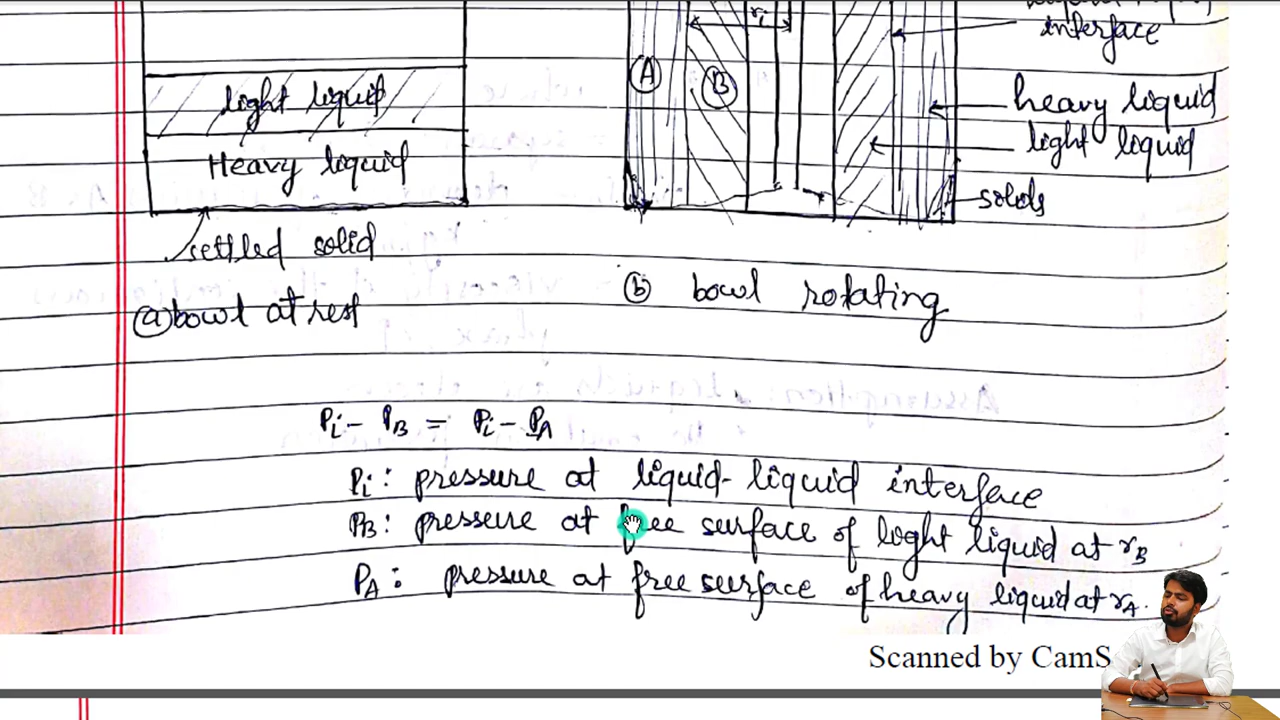 ri
interface
A
B
light liquid
heavy liquid
light liquid
Heavy liquid
solids
settled solid
ⓑ bowl rotating
ⓐ bowl at rest
Pi - PB = Pi - PA
Pi : pressure at liquid-liquid interface
PB : pressure at free surface of light liquid at rB
PA : pressure at free surface of heavy liquid at rA.
Scanned by CamS